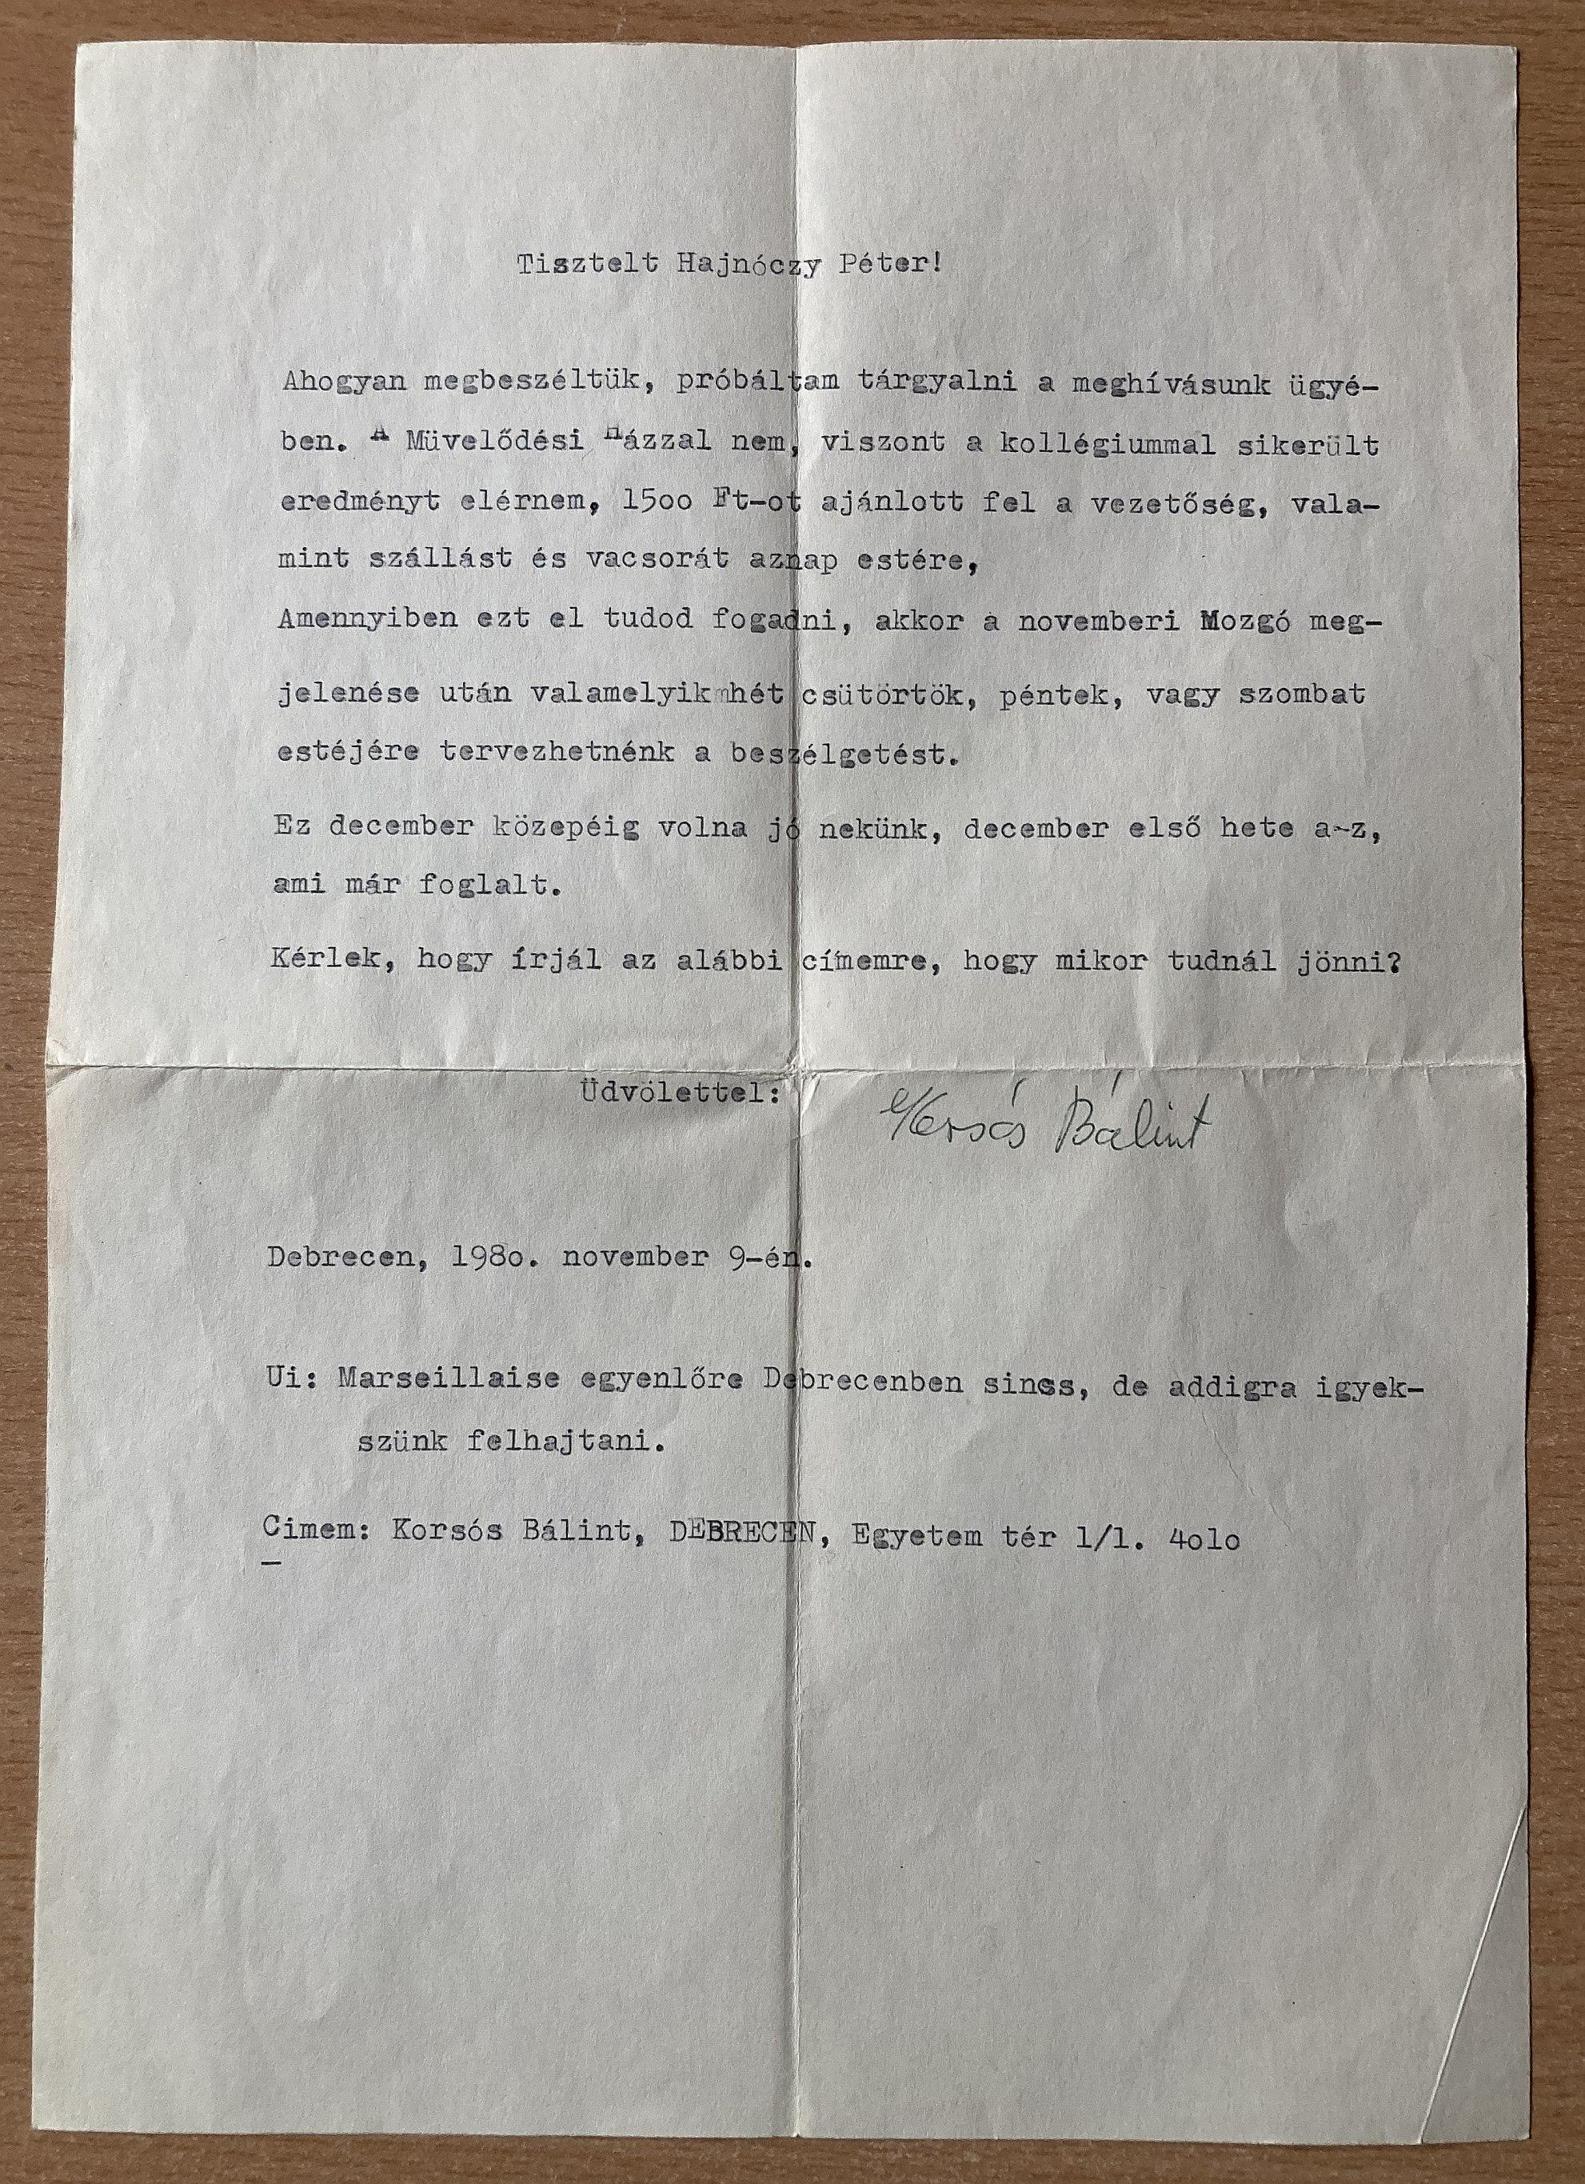 Tisztelt Hajnóczy Péter!
Ahogyan megbeszéltük, próbáltam tárgyalni a meghívásunk ügyé-
ben. A Müvelődési Házzal nem, viszont a kollégiummal sikerült
eredményt elérnem, 15oo Ft-ot ajánlott fel a vezetőség, vala-
mint szállást és vacsorát aznap estére,
Amennyiben ezt el tudod fogadni, akkor a novemberi Mozgó meg-
jelenése után valamelyik hét csütörtök, péntek, vagy szombat
estéjére tervezhetnénk a beszélgetést.
Ez december közepéig volna jó nekünk, december első hete a-z,
ami már foglalt.
Kérlek, hogy írjál az alábbi címemre, hogy mikor tudnál jönni?
Üdvölettel: Korsós Bálint
Debrecen, 198o. november 9-én.
Ui: Marseillaise egyenlőre Debrecenben sincs, de addigra igyek-
szünk felhajtani.
Cimem: Korsós Bálint, DEBRECEN, Egyetem tér 1/1. 4olo